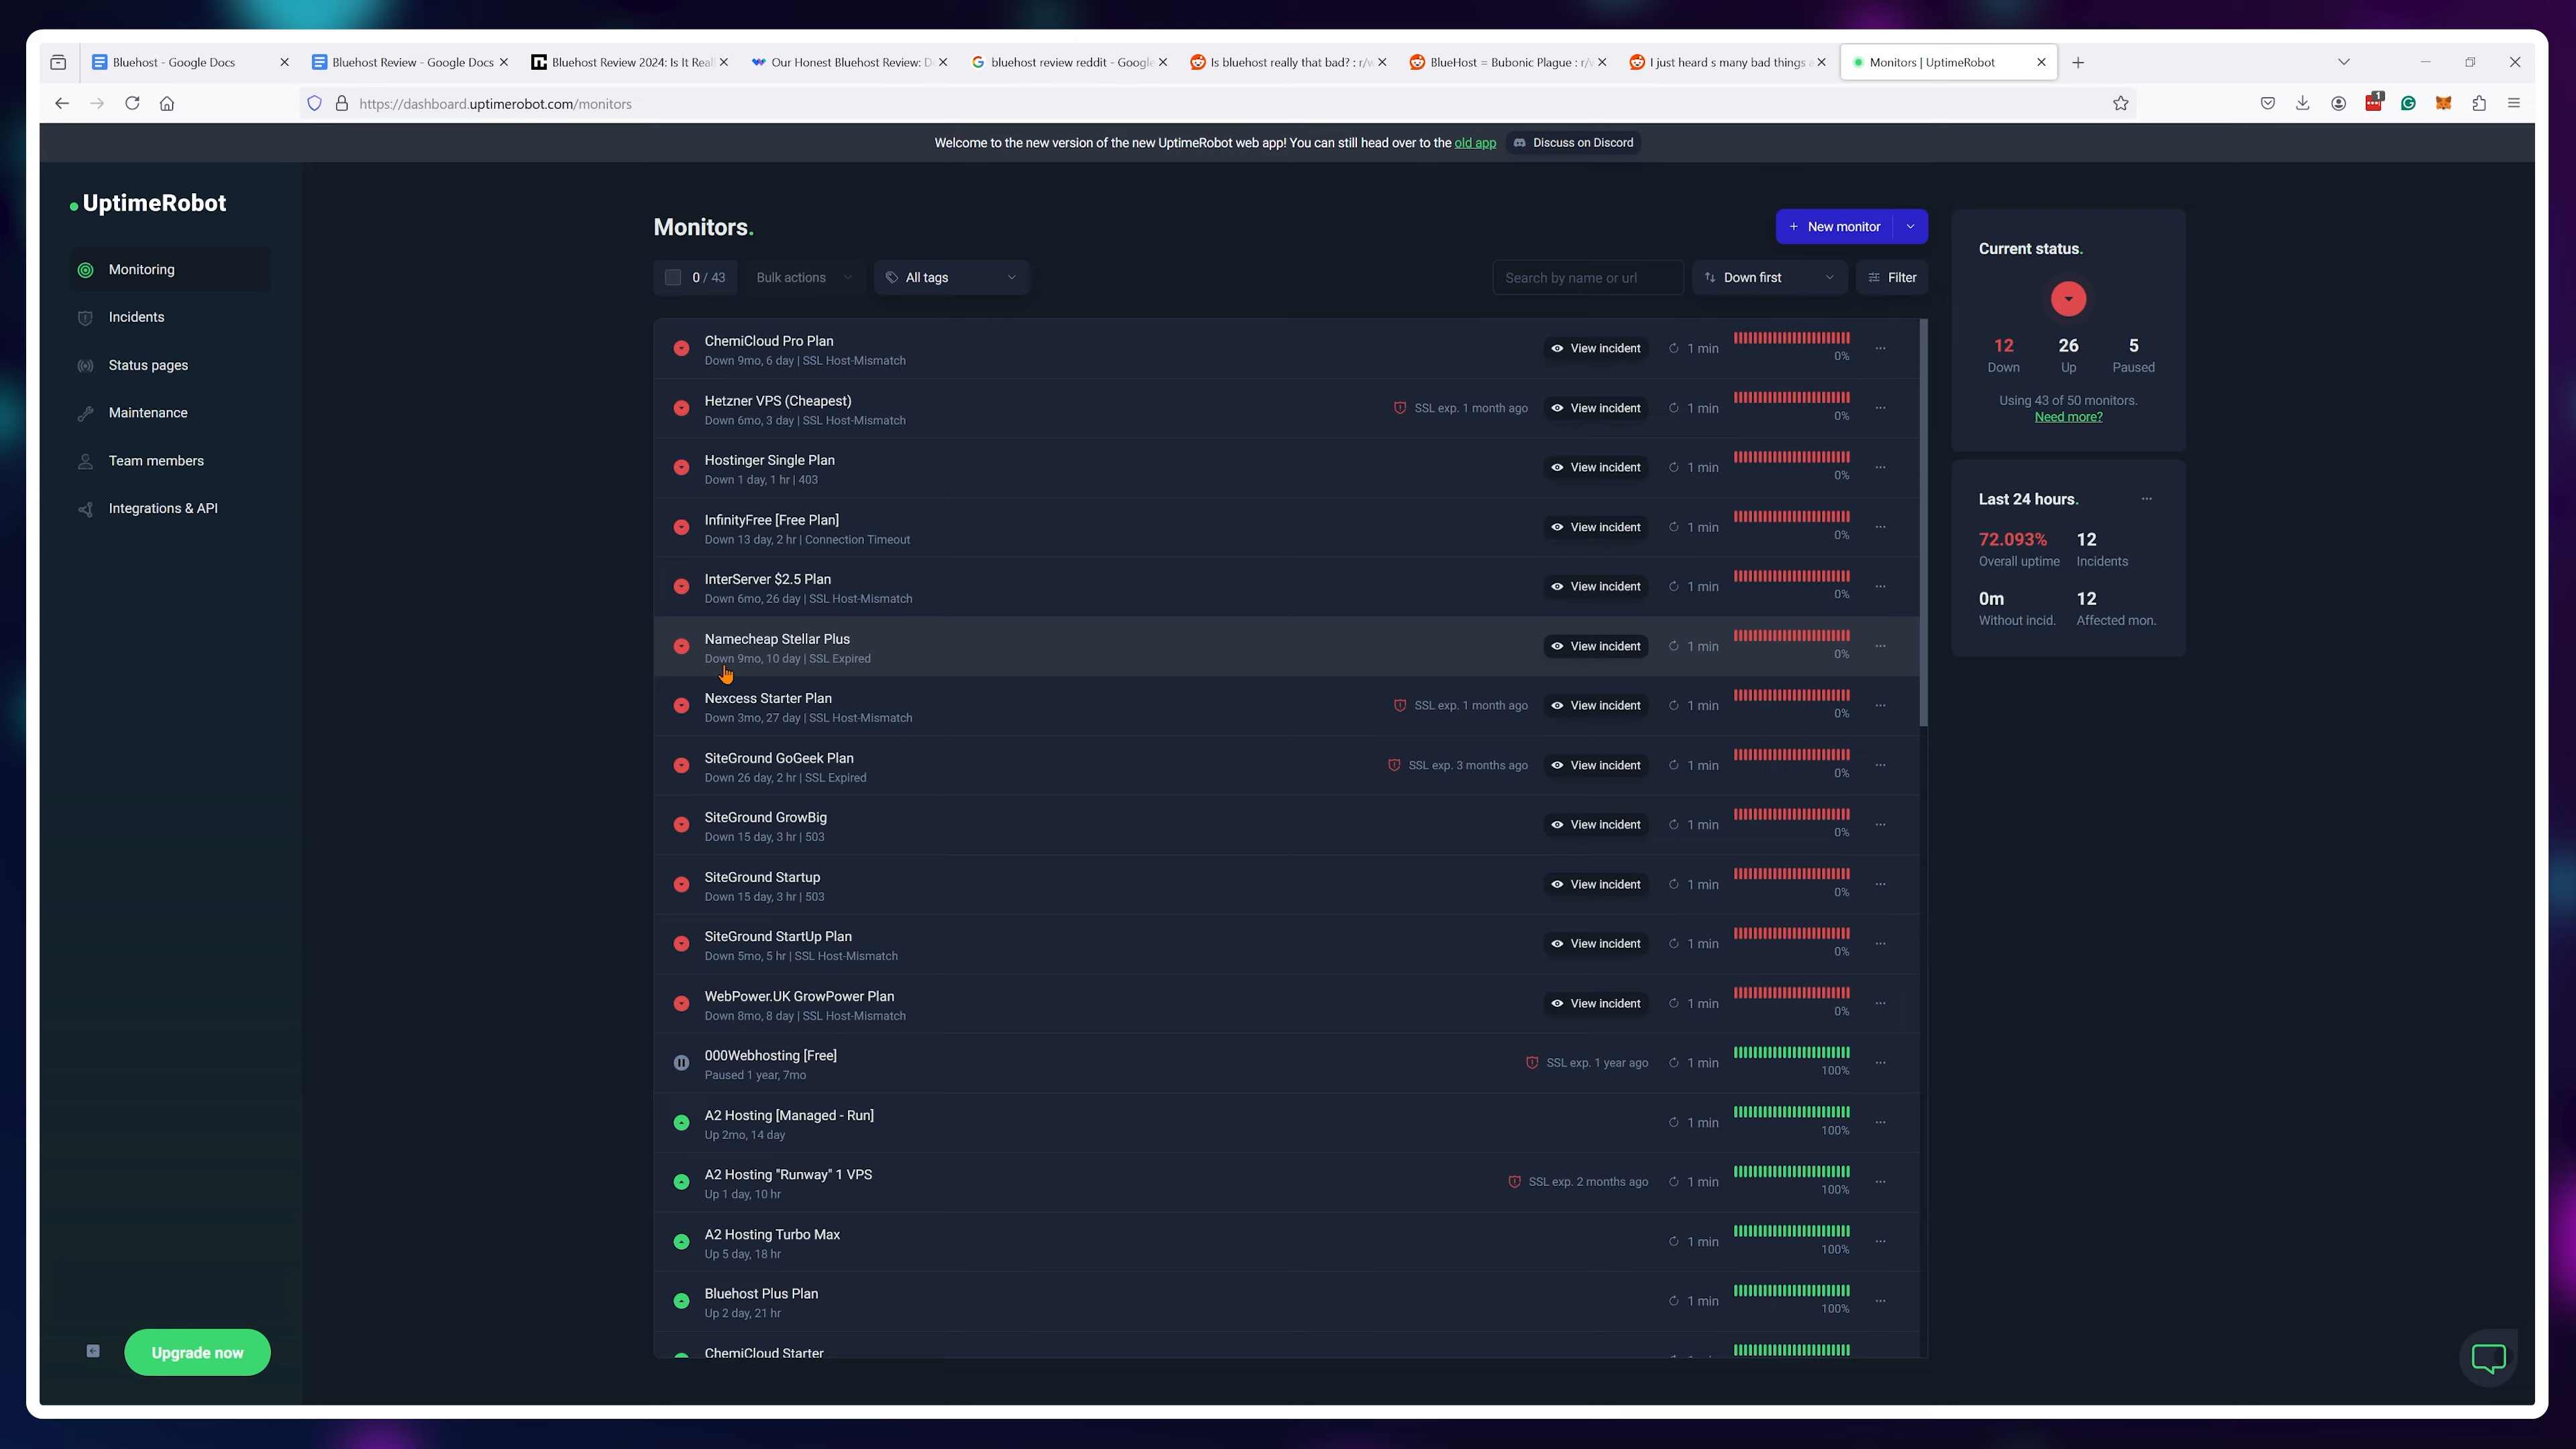 Bluehost - Google Docs
Bluehost Review - Google Docs
Bluehost Review 2024: Is It Real
Our Honest Bluehost Review: D
bluehost review reddit - Google
Is bluehost really that bad? : r/w
BlueHost = Bubonic Plague : r/
I just heard s many bad things a
Monitors | UptimeRobot
https://dashboard.uptimerobot.com/monitors
1
Welcome to the new version of the new UptimeRobot web app! You can still head over to the old app
Discuss on Discord
UptimeRobot
Monitoring
Incidents
Status pages
Maintenance
Team members
Integrations & API
Upgrade now
Monitors.
+ New monitor
0 / 43
Bulk actions
All tags
Search by name or url
Down first
Filter
ChemiCloud Pro Plan
Down 9mo, 6 day | SSL Host-Mismatch
View incident
1 min
0%
Hetzner VPS (Cheapest)
Down 6mo, 3 day | SSL Host-Mismatch
SSL exp. 1 month ago
View incident
1 min
0%
Hostinger Single Plan
Down 1 day, 1 hr | 403
View incident
1 min
0%
InfinityFree [Free Plan]
Down 13 day, 2 hr | Connection Timeout
View incident
1 min
0%
InterServer $2.5 Plan
Down 6mo, 26 day | SSL Host-Mismatch
View incident
1 min
0%
Namecheap Stellar Plus
Down 9mo, 10 day | SSL Expired
View incident
1 min
0%
Nexcess Starter Plan
Down 3mo, 27 day | SSL Host-Mismatch
SSL exp. 1 month ago
View incident
1 min
0%
SiteGround GoGeek Plan
Down 26 day, 2 hr | SSL Expired
SSL exp. 3 months ago
View incident
1 min
0%
SiteGround GrowBig
Down 15 day, 3 hr | 503
View incident
1 min
0%
SiteGround Startup
Down 15 day, 3 hr | 503
View incident
1 min
0%
SiteGround StartUp Plan
Down 5mo, 5 hr | SSL Host-Mismatch
View incident
1 min
0%
WebPower.UK GrowPower Plan
Down 8mo, 8 day | SSL Host-Mismatch
View incident
1 min
0%
000Webhosting [Free]
Paused 1 year, 7mo
SSL exp. 1 year ago
1 min
100%
A2 Hosting [Managed - Run]
Up 2mo, 14 day
1 min
100%
A2 Hosting "Runway" 1 VPS
Up 1 day, 10 hr
SSL exp. 2 months ago
1 min
100%
A2 Hosting Turbo Max
Up 5 day, 18 hr
1 min
100%
Bluehost Plus Plan
Up 2 day, 21 hr
1 min
100%
ChemiCloud Starter
Current status.
12
Down
26
Up
5
Paused
Using 43 of 50 monitors.
Need more?
Last 24 hours.
72.093%
Overall uptime
12
Incidents
0m
Without incid.
12
Affected mon.